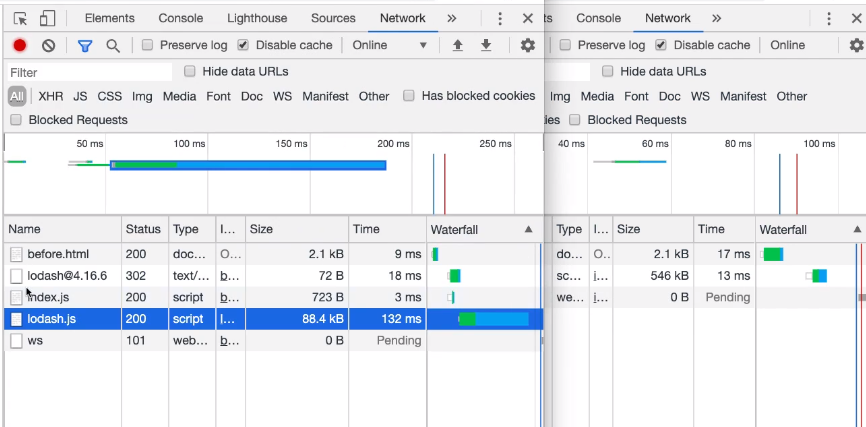 Elements Console Lighthouse Sources Network »
Preserve log Disable cache Online
Filter Hide data URLs
All XHR JS CSS Img Media Font Doc WS Manifest Other Has blocked cookies
Blocked Requests
50 ms 100 ms 150 ms 200 ms 250 ms
Name Status Type I... Size Time Waterfall
before.html 200 doc... O... 2.1 kB 9 ms
lodash@4.16.6 302 text/... b... 72 B 18 ms
index.js 200 script b... 723 B 3 ms
lodash.js 200 script l... 88.4 kB 132 ms
ws 101 web... b... 0 B Pending
ts Console Network »
Preserve log Disable cache Online
Hide data URLs
Img Media Font Doc WS Manifest Other
ies Blocked Requests
40 ms 60 ms 80 ms 100 ms
Type I... Size Time Waterfall
do... O... 2.1 kB 17 ms
sc... i... 546 kB 13 ms
we... i... 0 B Pending